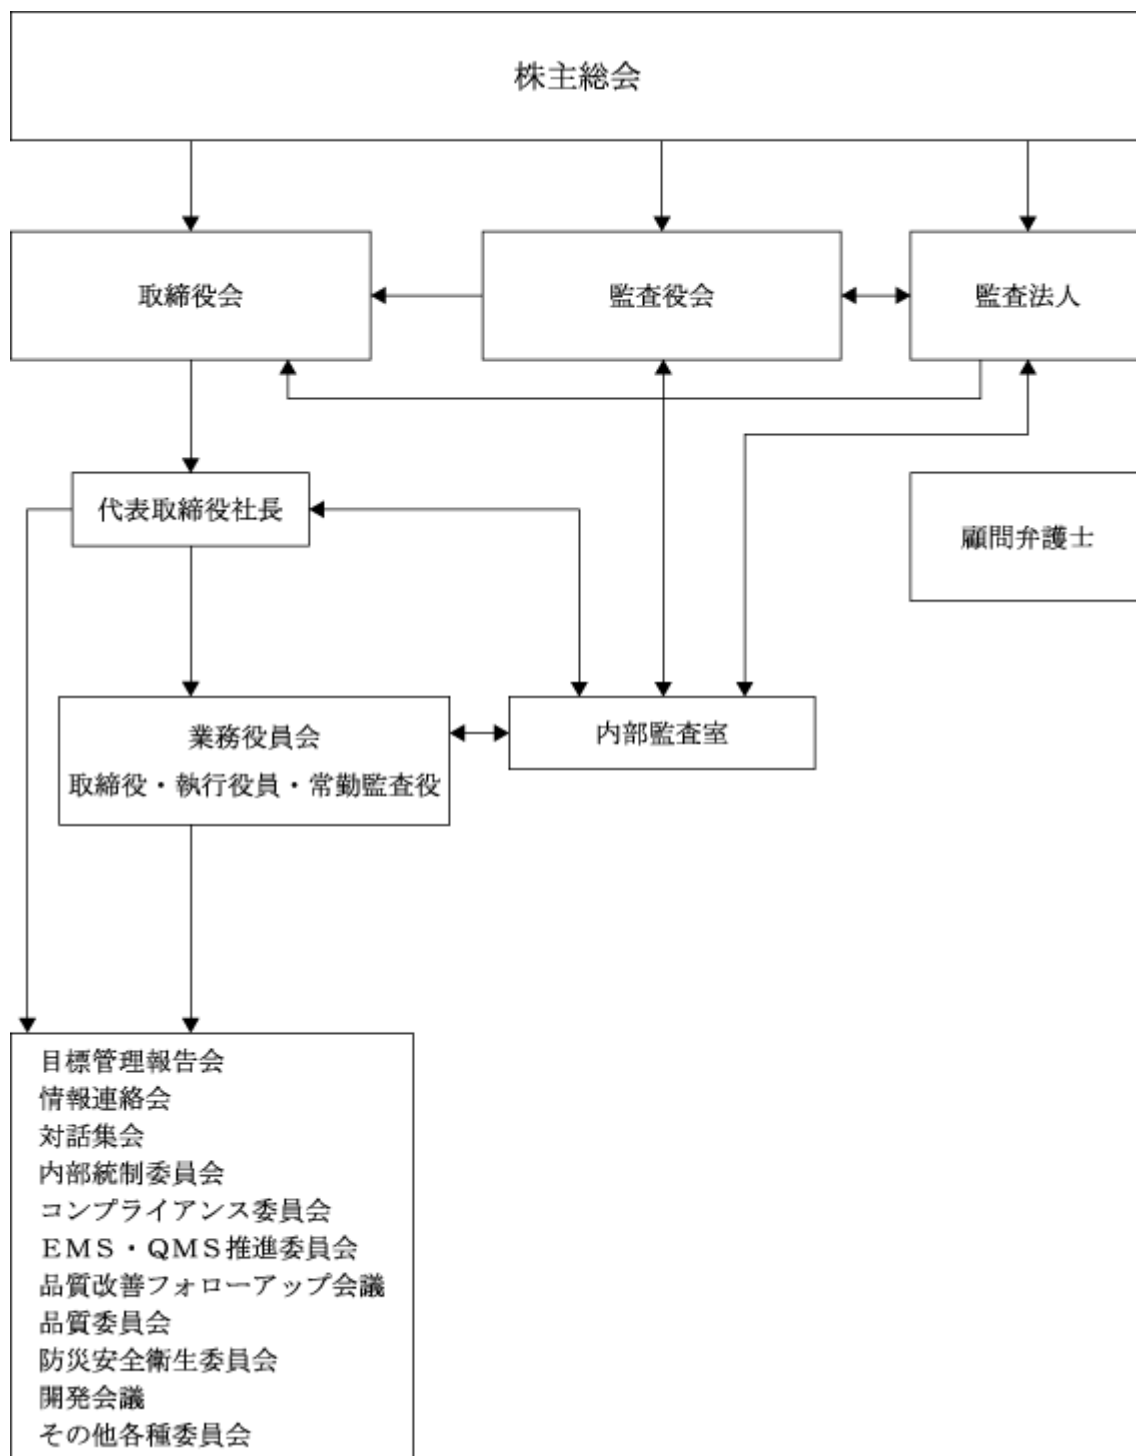 株主総会
取締役会
監査役会
監査法人
代表取締役社長
顧問弁護士
業務役員会
取締役・執行役員・常勤監査役
内部監査室
目標管理報告会
情報連絡会
対話集会
内部統制委員会
コンプライアンス委員会
ＥＭＳ・ＱＭＳ推進委員会
品質改善フォローアップ会議
品質委員会
防災安全衛生委員会
開発会議
その他各種委員会